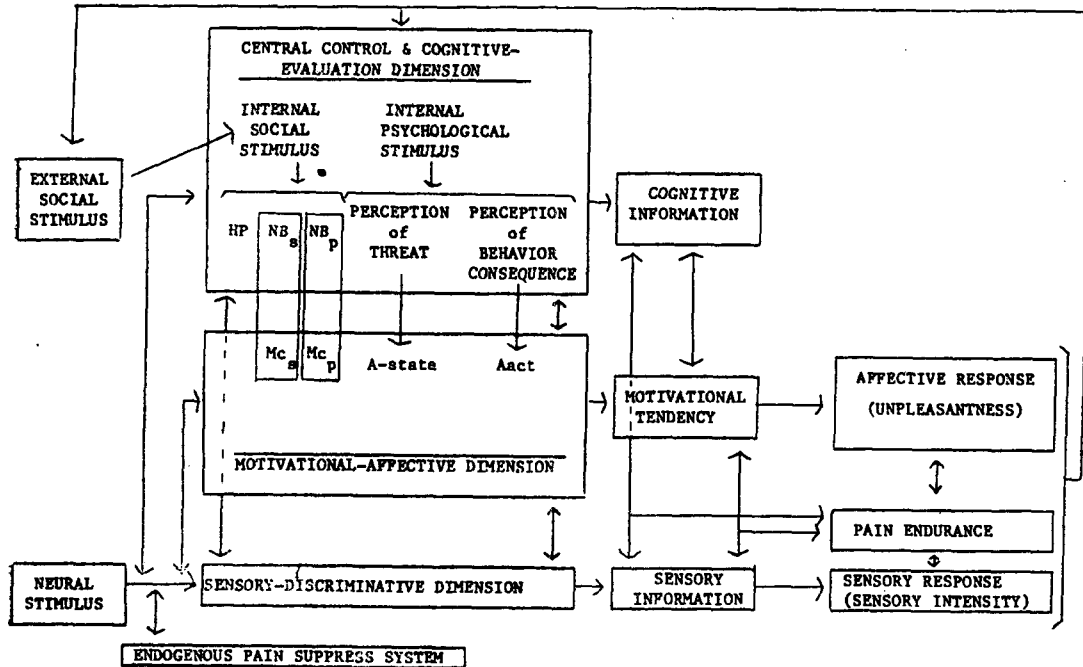 CENTRAL CONTROL & COGNITIVE-
EVALUATION DIMENSION
INTERNAL
SOCIAL
STIMULUS
INTERNAL
PSYCHOLOGICAL
STIMULUS
EXTERNAL
SOCIAL
STIMULUS
HP
NBs
NBp
PERCEPTION
of
THREAT
PERCEPTION
of
BEHAVIOR
CONSEQUENCE
COGNITIVE
INFORMATION
Mcs
Mcp
A-state
Aact
MOTIVATIONAL-AFFECTIVE DIMENSION
MOTIVATIONAL
TENDENCY
AFFECTIVE RESPONSE
(UNPLEASANTNESS)
PAIN ENDURANCE
NEURAL
STIMULUS
SENSORY-DISCRIMINATIVE DIMENSION
SENSORY
INFORMATION
SENSORY RESPONSE
(SENSORY INTENSITY)
ENDOGENOUS PAIN SUPPRESS SYSTEM